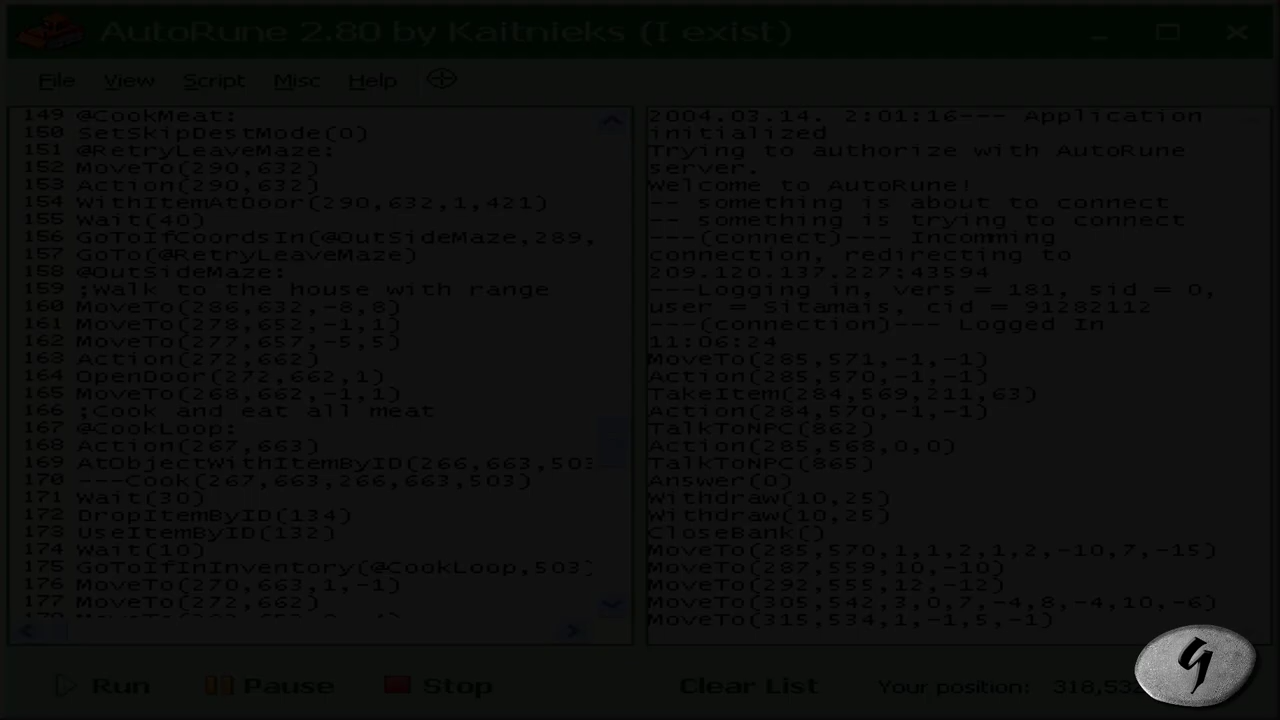 AutoRune 2.80 by Kaitnieks (I exist)
File View Script Misc Help
149 @CookMeat:
150 SetSkipDestMode(0)
151 @RetryLeaveMaze:
152 MoveTo(290,632)
153 Action(290,632)
154 WithItemAtDoor(290,632,1,421)
155 Wait(40)
156 GoToIfCoordsIn(@OutSideMaze,289,
157 GoTo(@RetryLeaveMaze)
158 @OutSideMaze:
159 ;Walk to the house with range
160 MoveTo(286,632,-8,8)
161 MoveTo(278,652,-1,1)
162 MoveTo(277,657,-5,5)
163 Action(272,662)
164 OpenDoor(272,662,1)
165 MoveTo(268,662,-1,1)
166 ;Cook and eat all meat
167 @CookLoop:
168 Action(267,663)
169 AtObjectWithItemByID(266,663,503
170 ---Cook(267,663,266,663,503)
171 Wait(30)
172 DropItemByID(134)
173 UseItemByID(132)
174 Wait(10)
175 GoToIfInInventory(@CookLoop,503)
176 MoveTo(270,663,1,-1)
177 MoveTo(272,662)
2004.03.14. 2:01:16--- Application
initialized
Trying to authorize with AutoRune
server.
Welcome to AutoRune!
-- something is about to connect
-- something is trying to connect
---(connect)--- Incomming
connection, redirecting to
209.120.137.227:43594
---Logging in, vers = 181, sid = 0,
user = Sitamais, cid = 91282112
---(connection)--- Logged In
11:06:24
MoveTo(285,571,-1,-1)
Action(285,570,-1,-1)
TakeItem(284,569,211,63)
Action(284,570,-1,-1)
TalkToNPC(862)
Action(285,568,0,0)
TalkToNPC(865)
Answer(0)
Withdraw(10,25)
Withdraw(10,25)
CloseBank()
MoveTo(285,570,1,1,2,1,2,-10,7,-15)
MoveTo(287,559,10,-10)
MoveTo(292,555,12,-12)
MoveTo(305,542,3,0,7,-4,8,-4,10,-6)
MoveTo(315,534,1,-1,5,-1)
Run Pause Stop Clear List Your position: